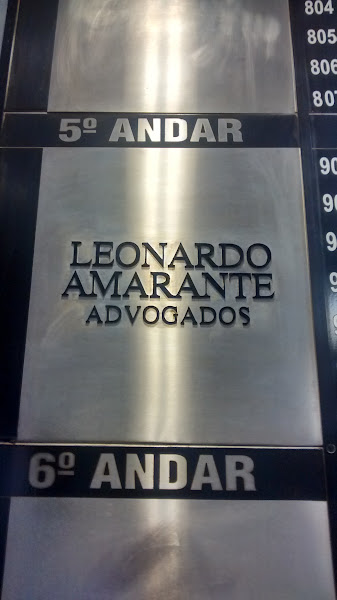 804
805
806
807
5º ANDAR
LEONARDO
AMARANTE
ADVOGADOS
6º ANDAR